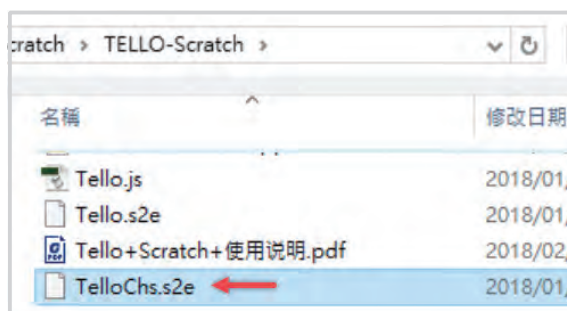 cratch > TELLO-Scratch >
名稱 修改日期
Tello.js 2018/01/
Tello.s2e 2018/01/
Tello+Scratch+使用说明.pdf 2018/02/
TelloChs.s2e 2018/01/